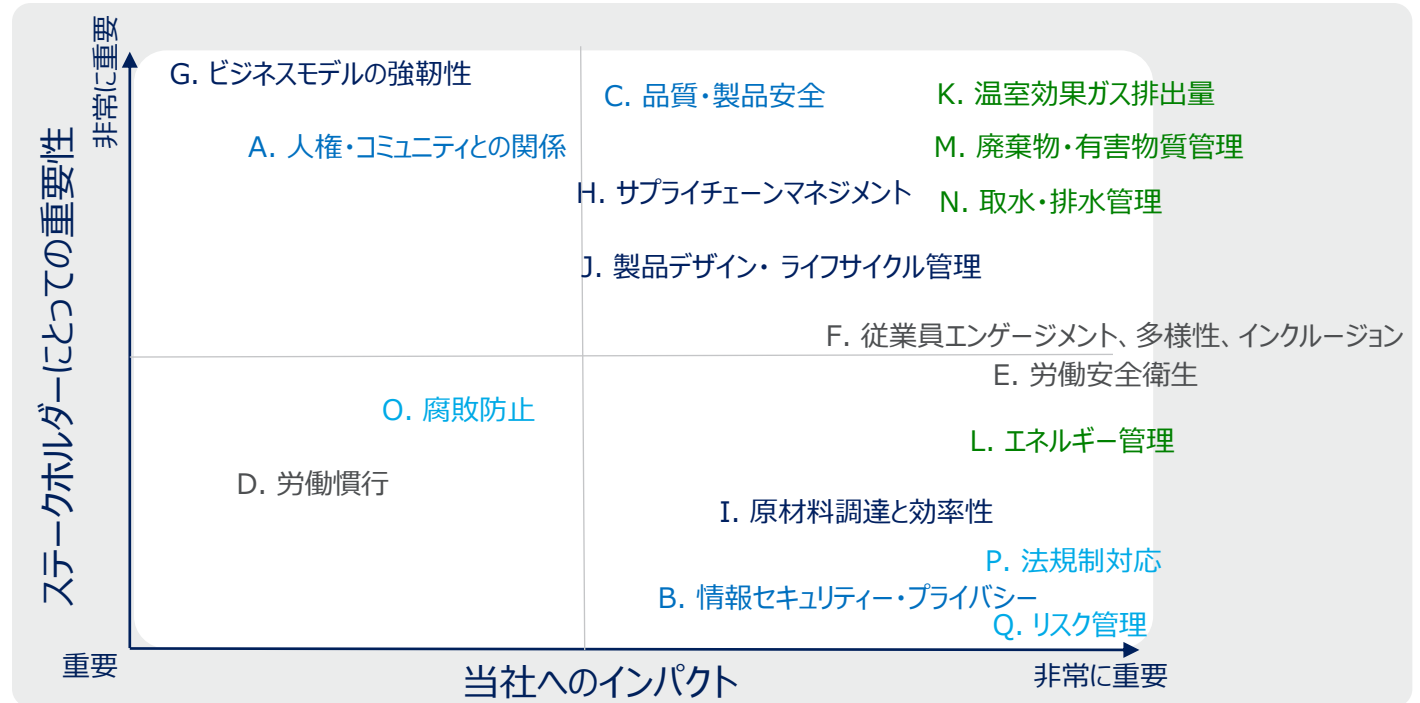 非常に重要
ステークホルダーにとっての重要性
G. ビジネスモデルの強靭性
C. 品質・製品安全
K. 温室効果ガス排出量
A. 人権・コミュニティとの関係
M. 廃棄物・有害物質管理
H. サプライチェーンマネジメント
N. 取水・排水管理
J. 製品デザイン・ ライフサイクル管理
F. 従業員エンゲージメント、多様性、インクルージョン
E. 労働安全衛生
O. 腐敗防止
L. エネルギー管理
D. 労働慣行
I. 原材料調達と効率性
P. 法規制対応
B. 情報セキュリティー・プライバシー
Q. リスク管理
重要
当社へのインパクト
非常に重要